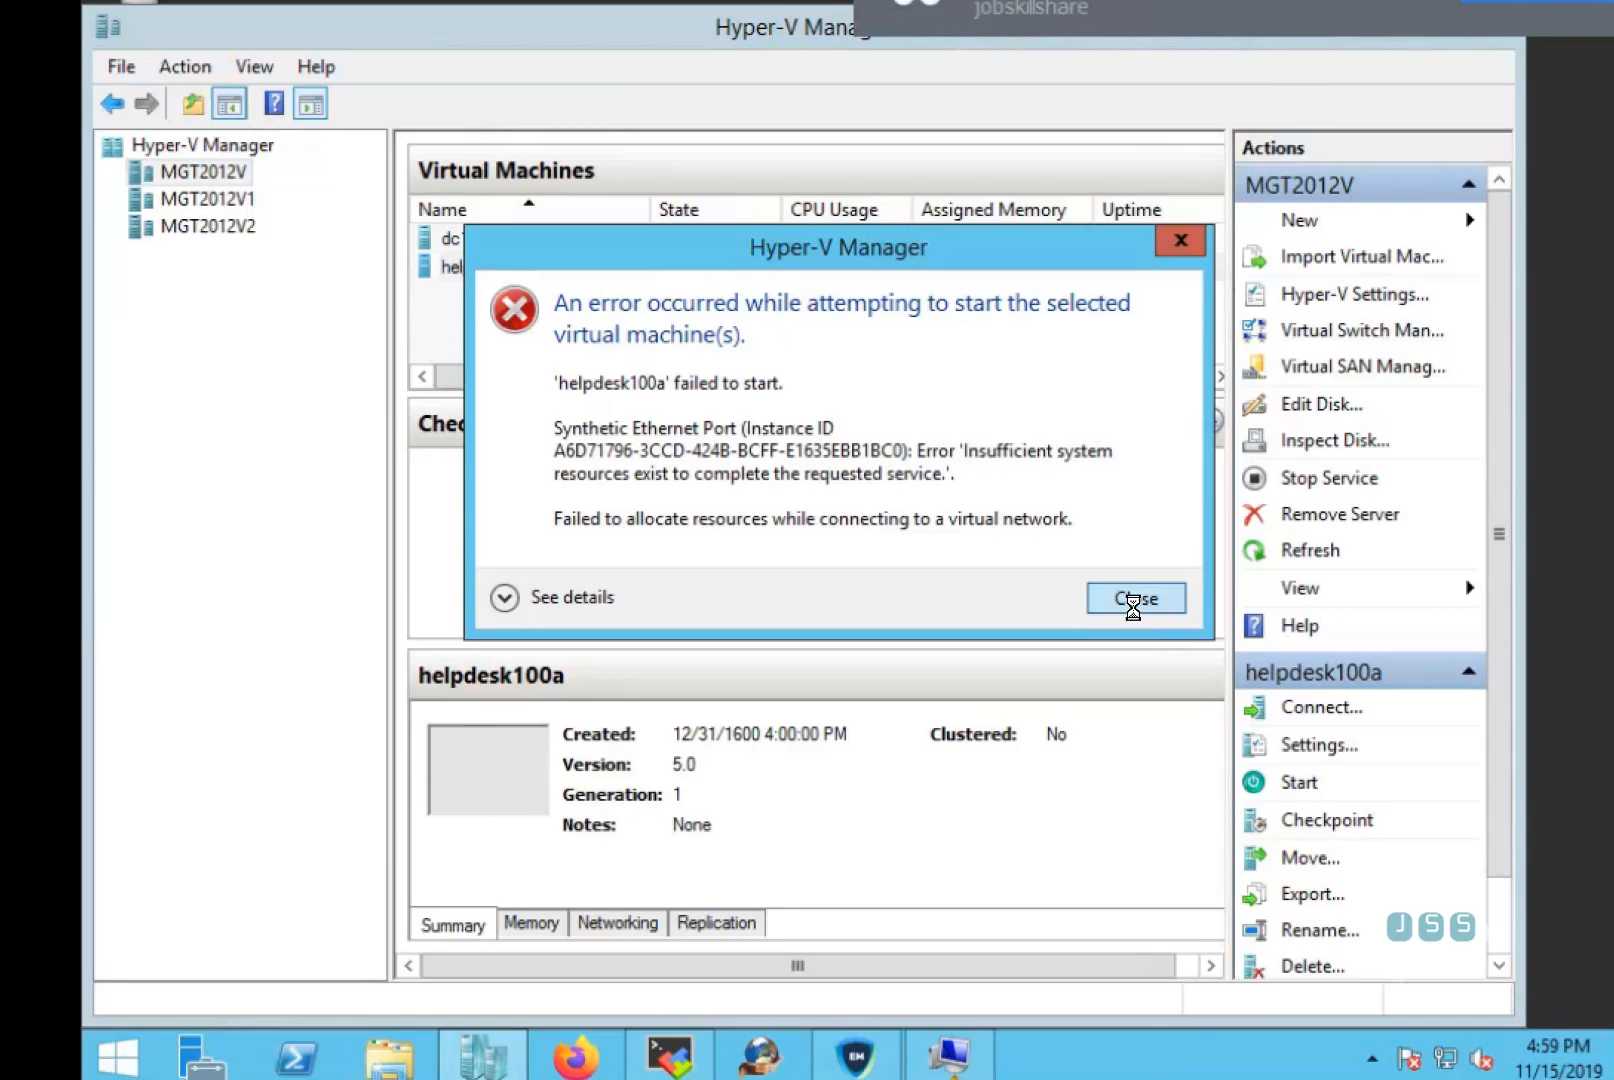 jobskillshare
Hyper-V Manag
File Action View Help
Hyper-V Manager
MGT2012V
MGT2012V1
MGT2012V2
Virtual Machines
Name State CPU Usage Assigned Memory Uptime
dc
hel
Hyper-V Manager
x
An error occurred while attempting to start the selected
virtual machine(s).
'helpdesk100a' failed to start.
Synthetic Ethernet Port (Instance ID
A6D71796-3CCD-424B-BCFF-E1635EBB1BC0): Error 'Insufficient system
resources exist to complete the requested service.'.
Failed to allocate resources while connecting to a virtual network.
See details
Close
Chec
helpdesk100a
Created: 12/31/1600 4:00:00 PM Clustered: No
Version: 5.0
Generation: 1
Notes: None
Summary Memory Networking Replication
Actions
MGT2012V
New
Import Virtual Mac...
Hyper-V Settings...
Virtual Switch Man...
Virtual SAN Manag...
Edit Disk...
Inspect Disk...
Stop Service
Remove Server
Refresh
View
Help
helpdesk100a
Connect...
Settings...
Start
Checkpoint
Move...
Export...
Rename...
Delete...
JSS
EM
4:59 PM
11/15/2019